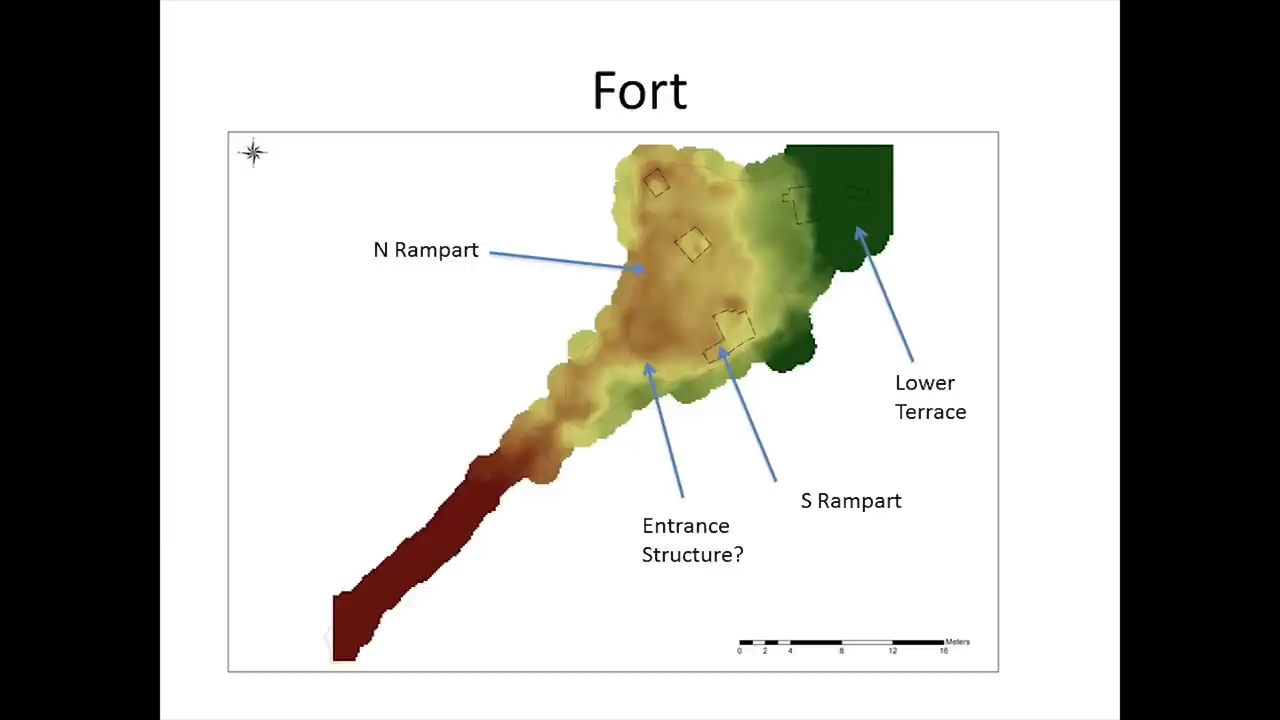 Fort
N Rampart
Lower
Terrace
S Rampart
Entrance
Structure?
Meters
0 2 4 8 12 16